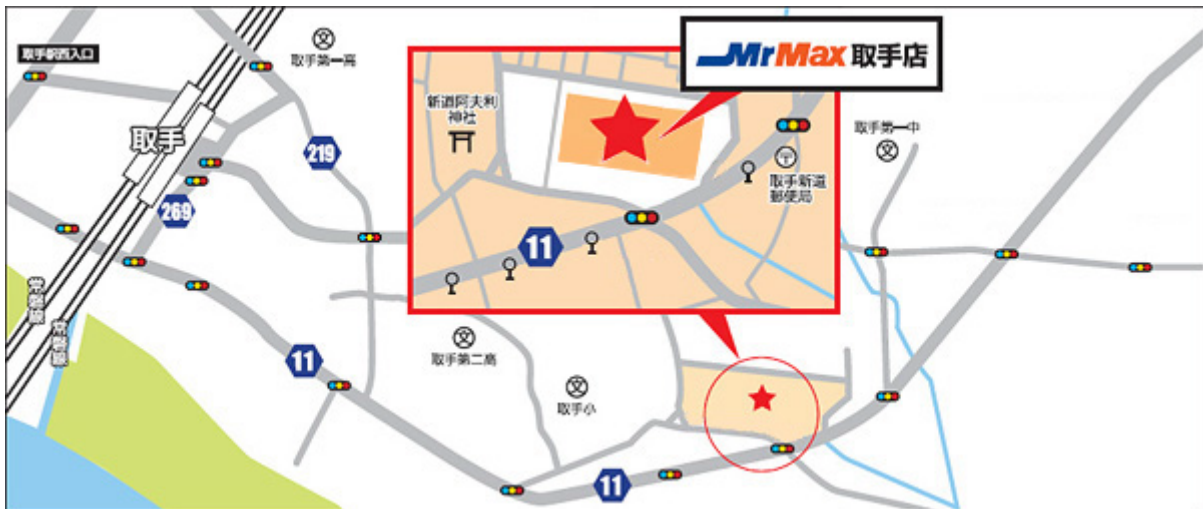 取手駅西入口
取手第一高
MrMax 取手店
新道阿夫利
神社
取手
219
取手第一中
取手新道
郵便局
269
11
常磐線
常磐線
取手第二高
11
取手小
11